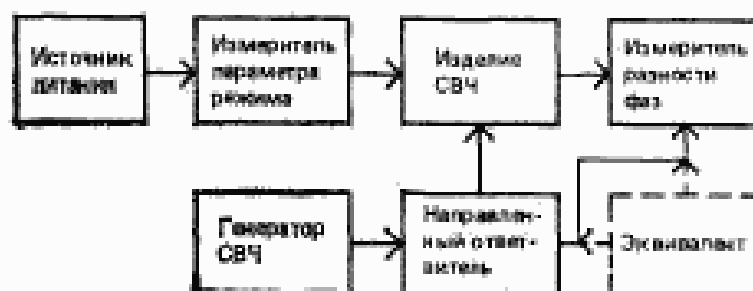 Источник
питания
Измеритель
параметра
режима
Изделие
СВЧ
Измеритель
разности
фаз
Генератор
СВЧ
Направлен-
ный ответ-
витель
Эквивалент